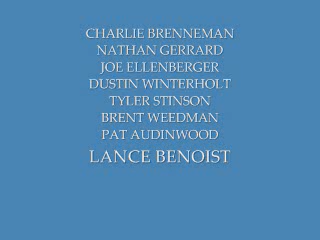 CHARLIE BRENNEMAN
NATHAN GERRARD
JOE ELLENBERGER
DUSTIN WINTERHOLT
TYLER STINSON
BRENT WEEDMAN
PAT AUDINWOOD
LANCE BENOIST